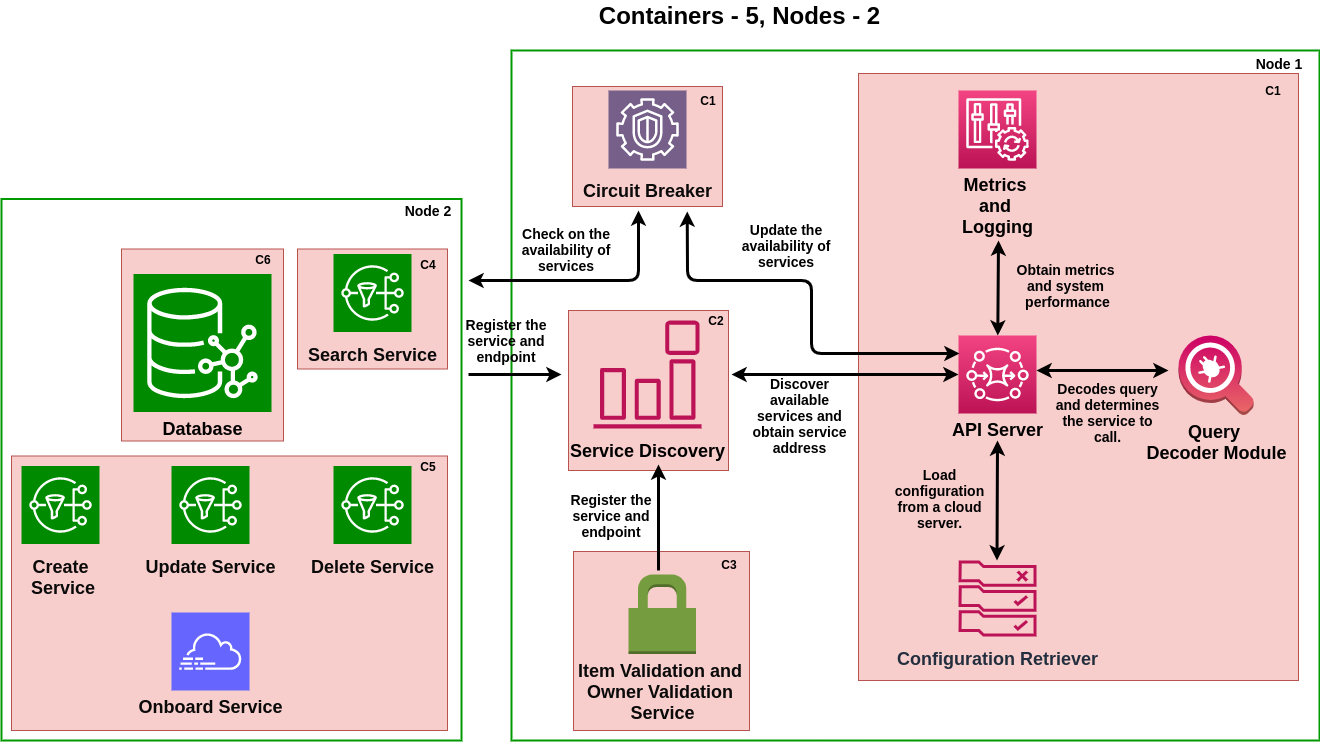 Containers - 5, Nodes - 2
Node 1
C1
Metrics
and
Logging
Obtain metrics
and system
performance
API Server
Decodes query
and determines
the service to
call.
Query
Decoder Module
Load
configuration
from a cloud
server.
Configuration Retriever
C1
Circuit Breaker
Check on the
availability of
services
Update the
availability of
services
Register the
service and
endpoint
C2
Service Discovery
Discover
available
services and
obtain service
address
Register the
service and
endpoint
C3
Item Validation and
Owner Validation
Service
Node 2
C6
Database
C4
Search Service
C5
Create
Service
Update Service
Delete Service
Onboard Service